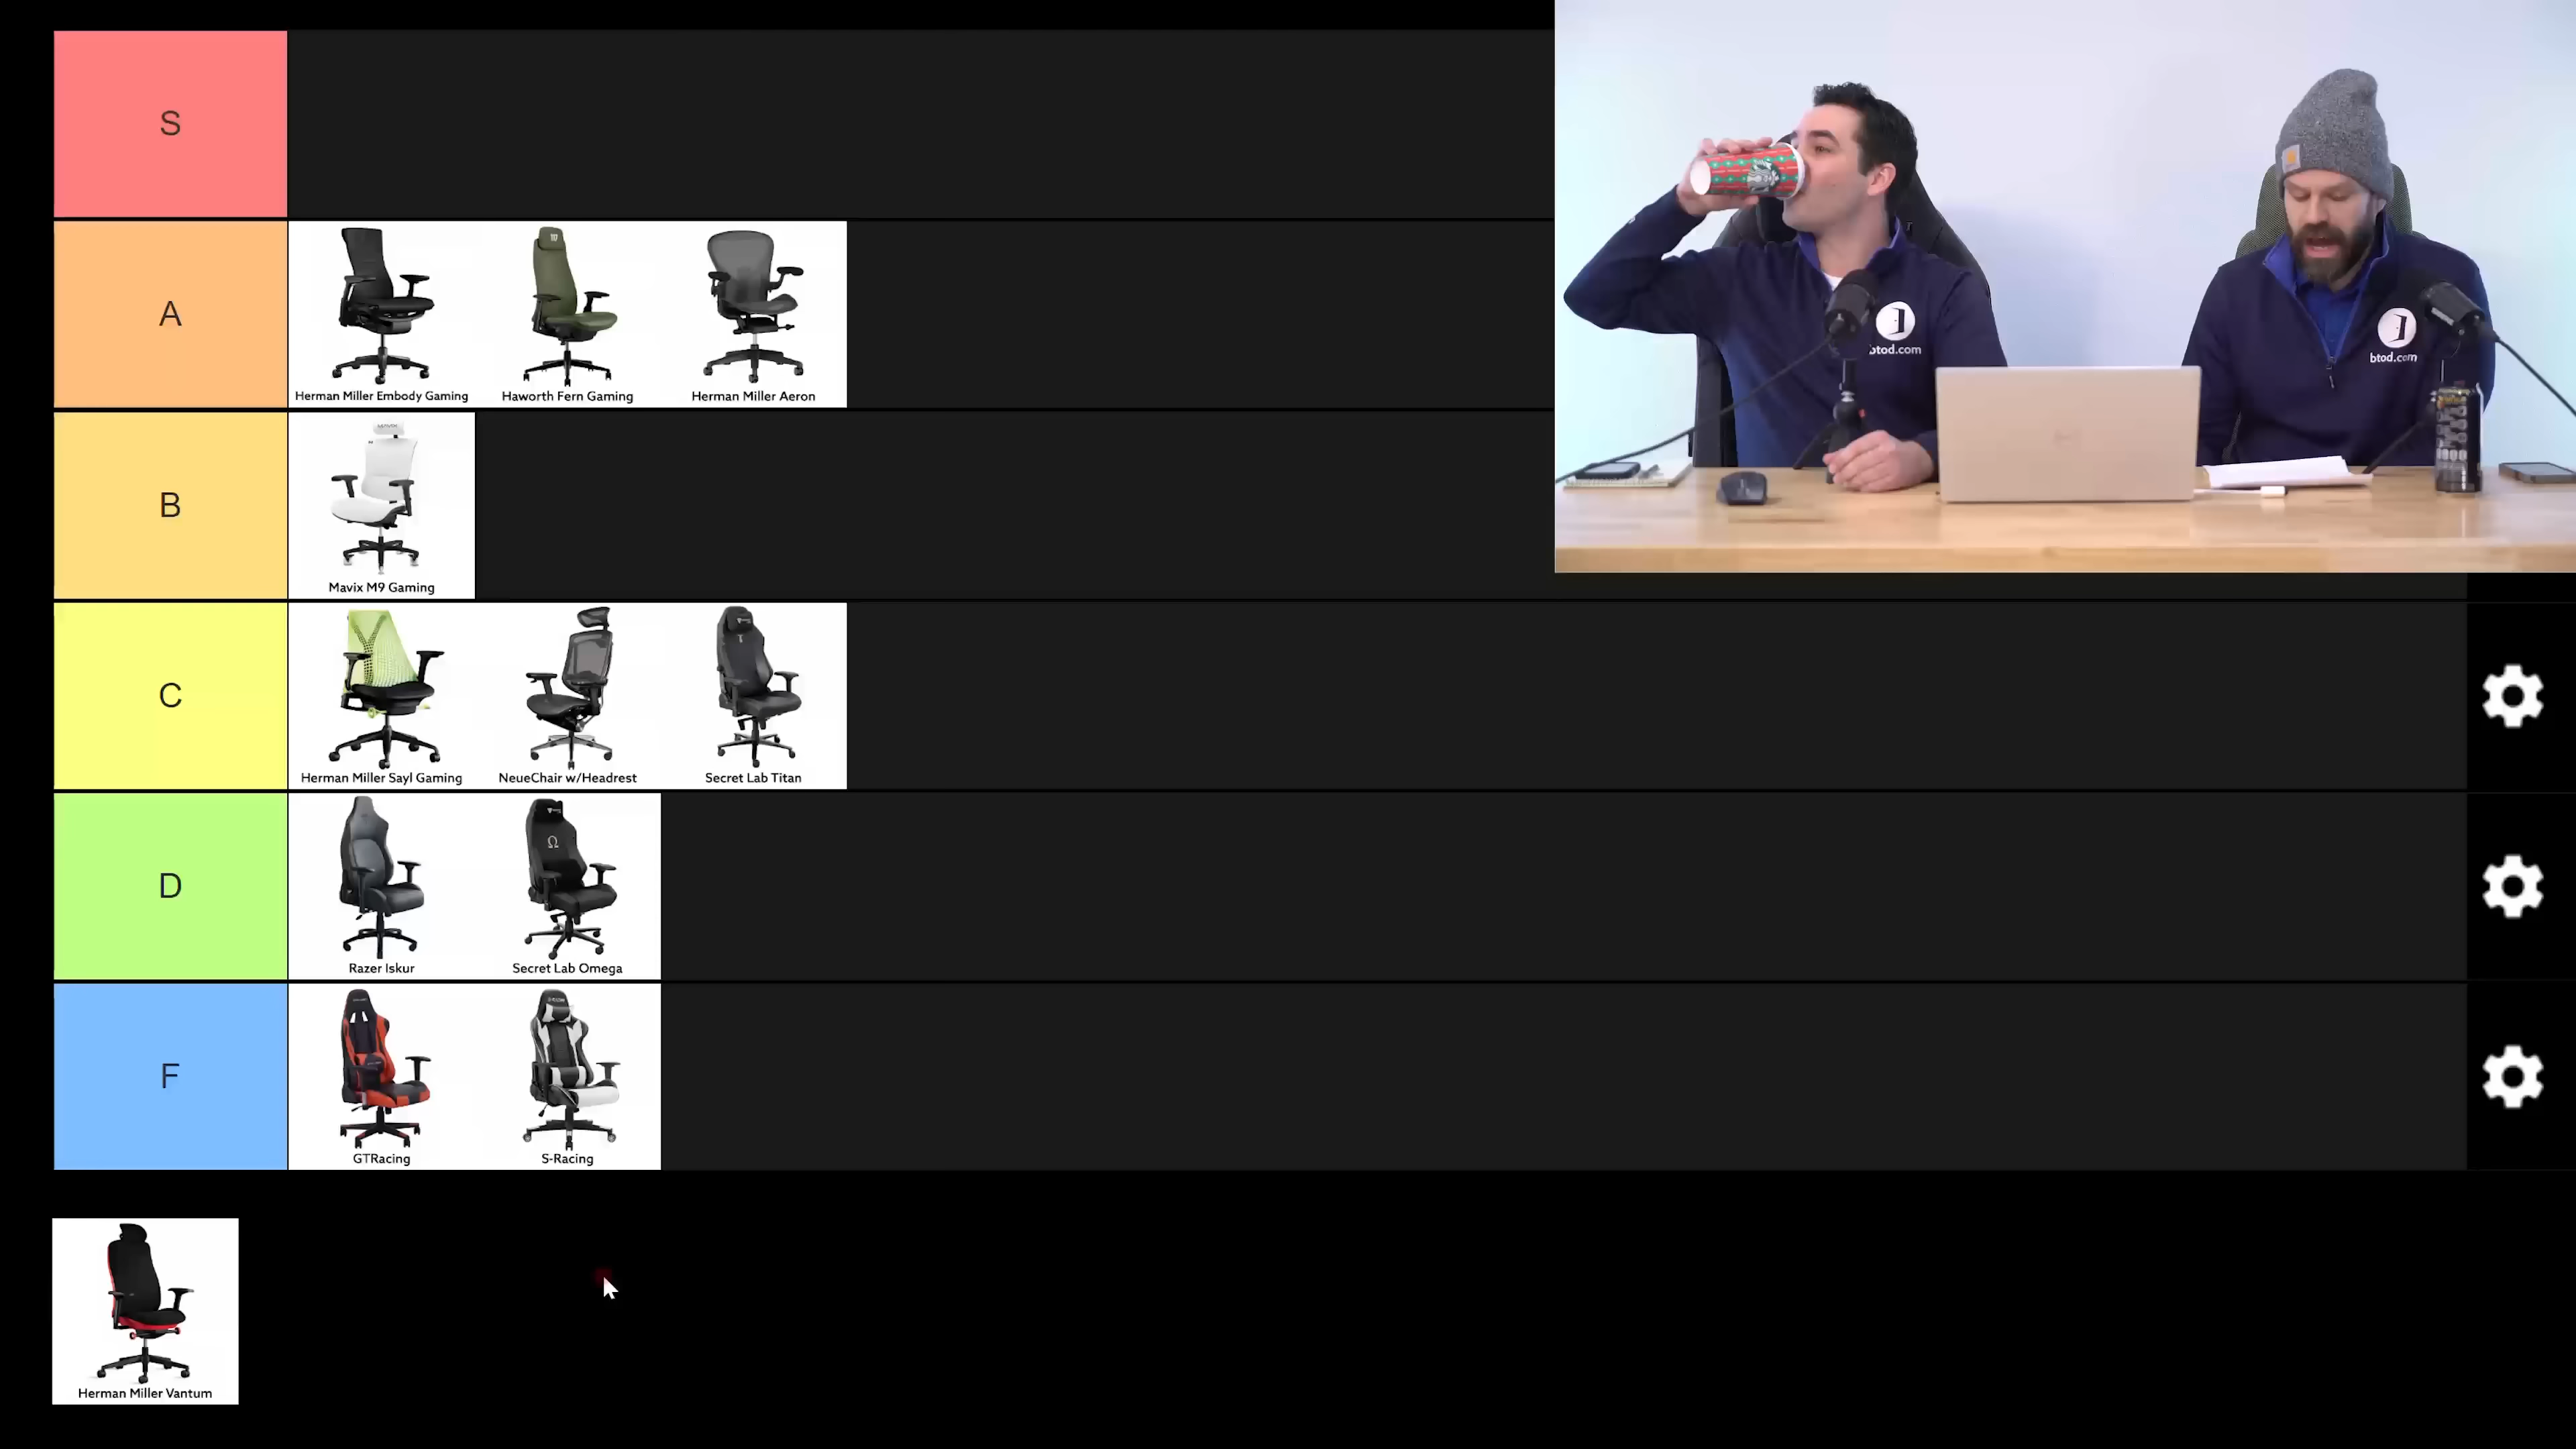 S
A
Herman Miller Embody Gaming
Haworth Fern Gaming
Herman Miller Aeron
B
Mavix M9 Gaming
C
Herman Miller Sayl Gaming
NeueChair w/Headrest
Secret Lab Titan
D
Razer Iskur
Secret Lab Omega
F
GTRacing
S-Racing
Herman Miller Vantum
btod.com
btod.com